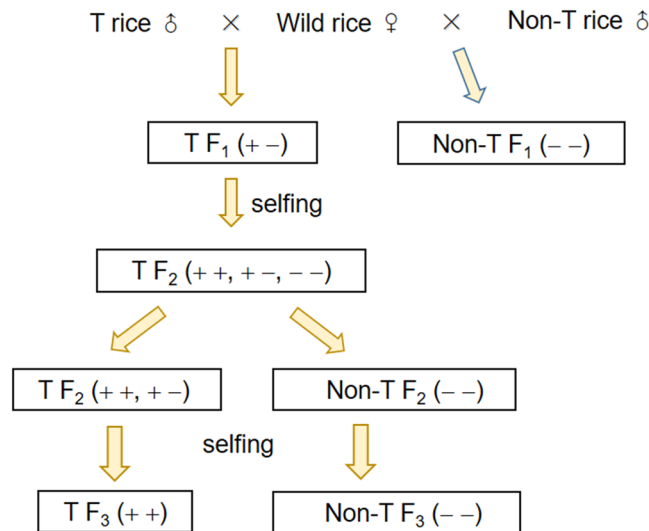 T rice ♂ × Wild rice ♀ × Non-T rice ♂
T F₁ (+ −) Non-T F₁ (− −)
selfing
T F₂ (+ +, + −, − −)
T F₂ (+ +, + −) Non-T F₂ (− −)
selfing
T F₃ (+ +) Non-T F₃ (− −)